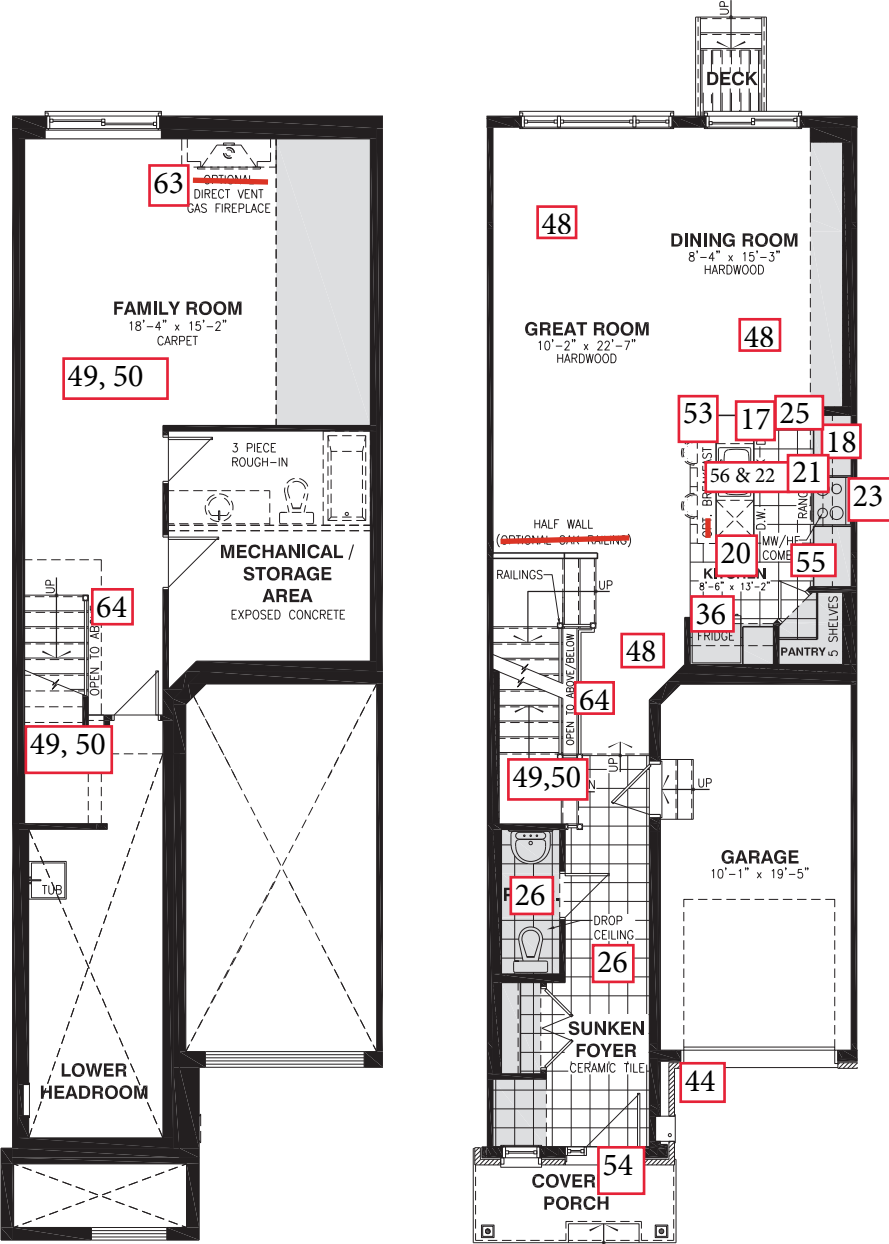 63
OPTIONAL
DIRECT VENT
GAS FIREPLACE
FAMILY ROOM
18'-4" x 15'-2"
CARPET
49, 50
3 PIECE
ROUGH-IN
MECHANICAL /
STORAGE
AREA
EXPOSED CONCRETE
UP
64
49, 50
TUB
LOWER
HEADROOM
UP
DECK
48
DINING ROOM
8'-4" x 15'-3"
HARDWOOD
GREAT ROOM
10'-2" x 22'-7"
HARDWOOD
48
53
17
25
18
56 & 22
21
23
D.W.
HALF WALL
(OPTIONAL OAK RAILING)
20
MW/
55
RAILINGS
UP
8'-6" x 13'-2"
36
FRIDGE
PANTRY
5 SHELVES
48
OPEN TO ABOVE/BELOW
64
49,50
UP
UP
GARAGE
10'-1" x 19'-5"
26
DROP
CEILING
26
SUNKEN
FOYER
CERAMIC TILE
44
54
COVER
PORCH